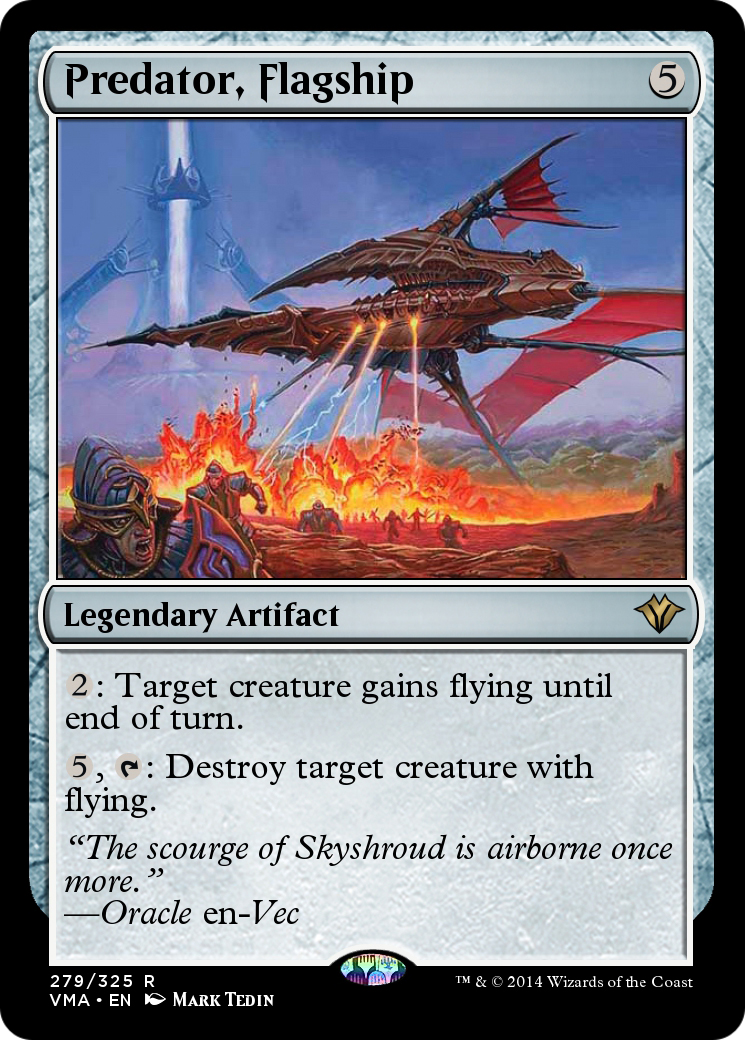 Predator, Flagship 5
Legendary Artifact
2: Target creature gains flying until
end of turn.
5, : Destroy target creature with
flying.
“The scourge of Skyshroud is airborne once
more.”
—Oracle en-Vec
279/325 R
VMA • EN Mark Tedin
™ & © 2014 Wizards of the Coast